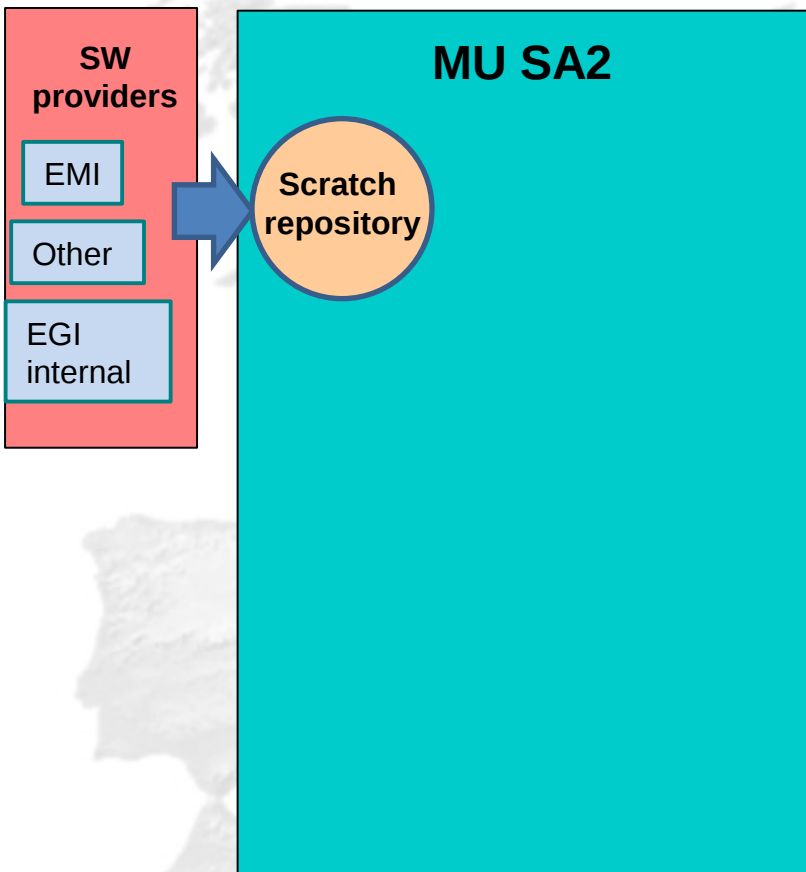 SW
providers
EMI
Other
EGI
internal
MU SA2
Scratch
repository